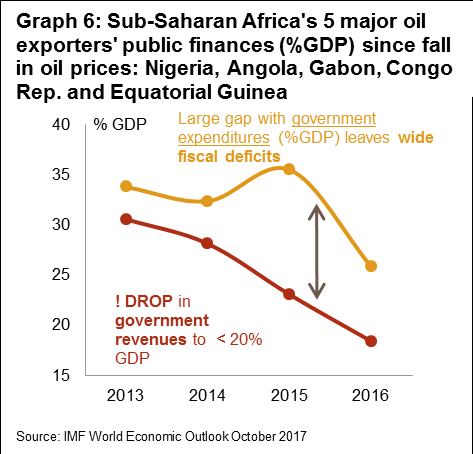 Graph 6: Sub-Saharan Africa's 5 major oil
exporters' public finances (%GDP) since fall
in oil prices: Nigeria, Angola, Gabon, Congo
Rep. and Equatorial Guinea
40
% GDP
Large gap with government
expenditures (%GDP) leaves wide
fiscal deficits
35
30
25
! DROP in
government
revenues to < 20%
GDP
20
15
2013 2014 2015 2016
Source: IMF World Economic Outlook October 2017